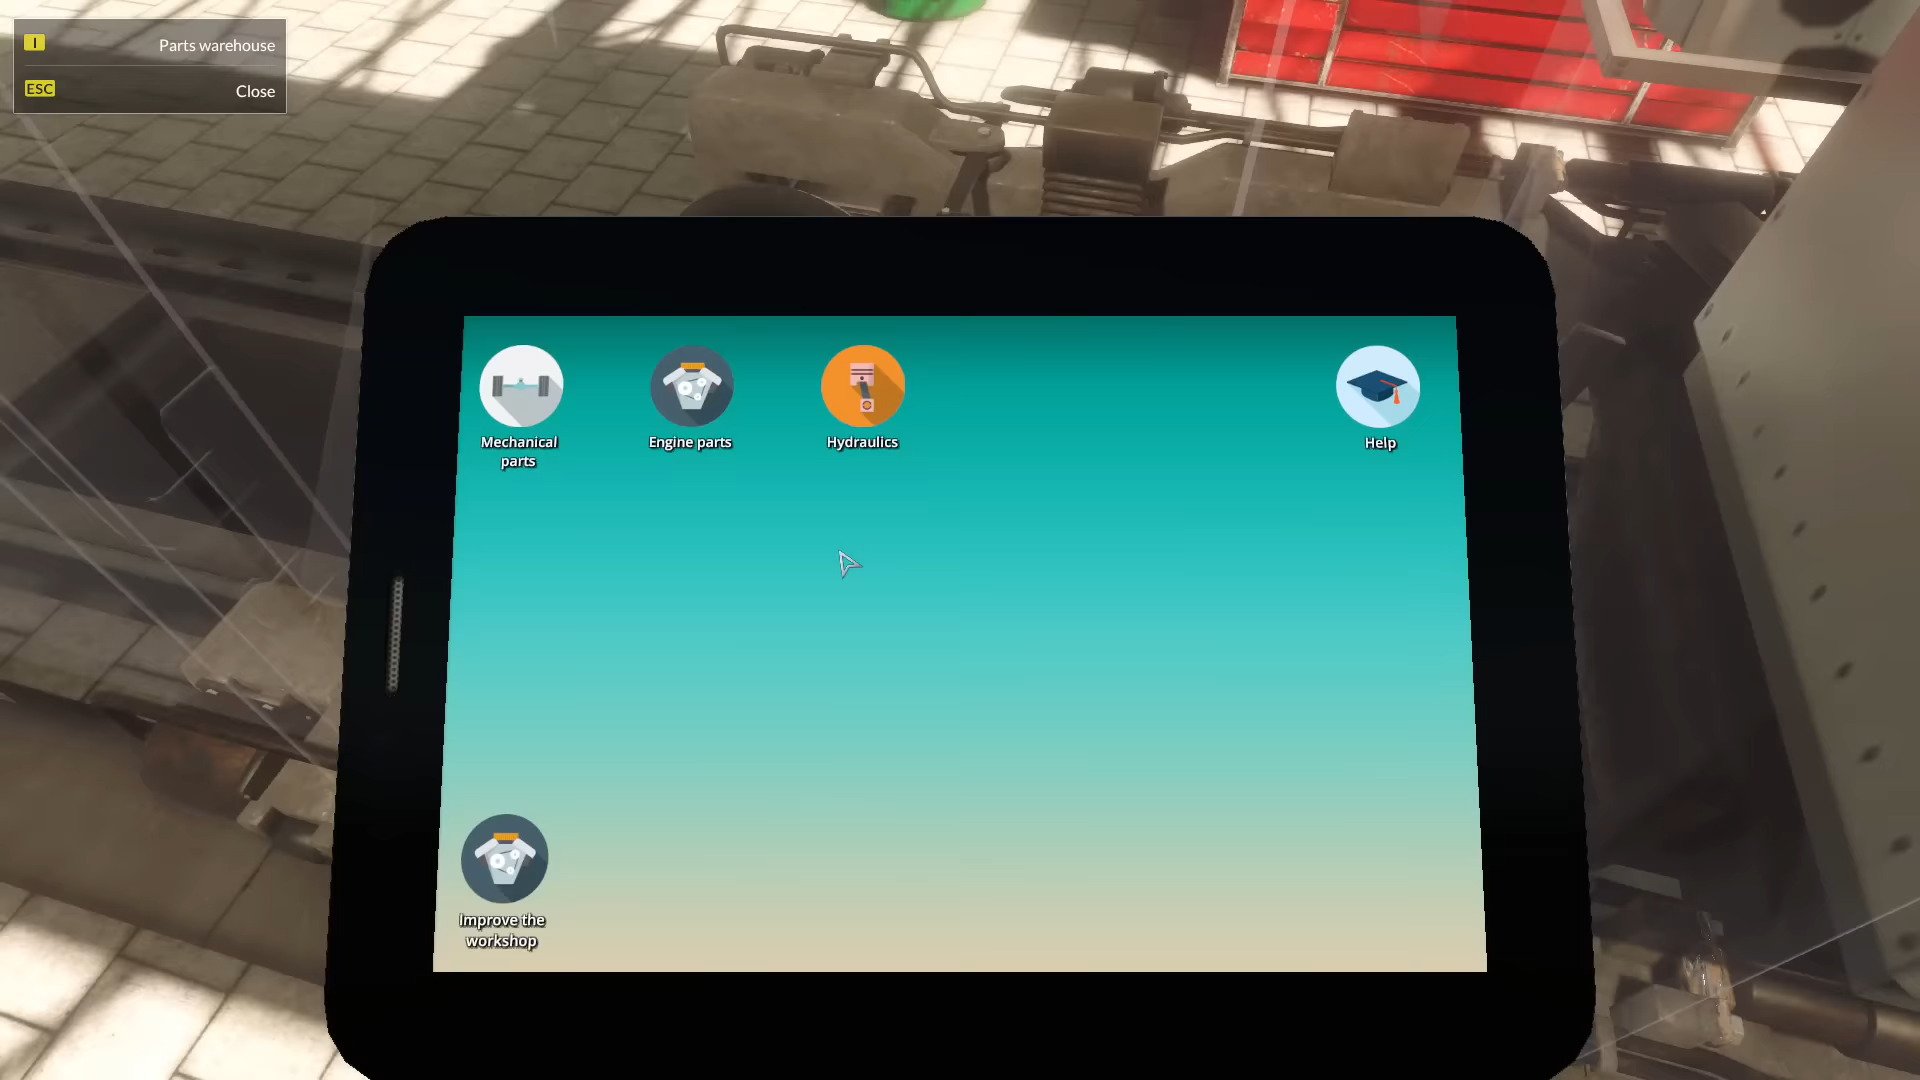 I
Parts warehouse
ESC
Close
Mechanical
parts
Engine parts
Hydraulics
Help
Improve the
workshop